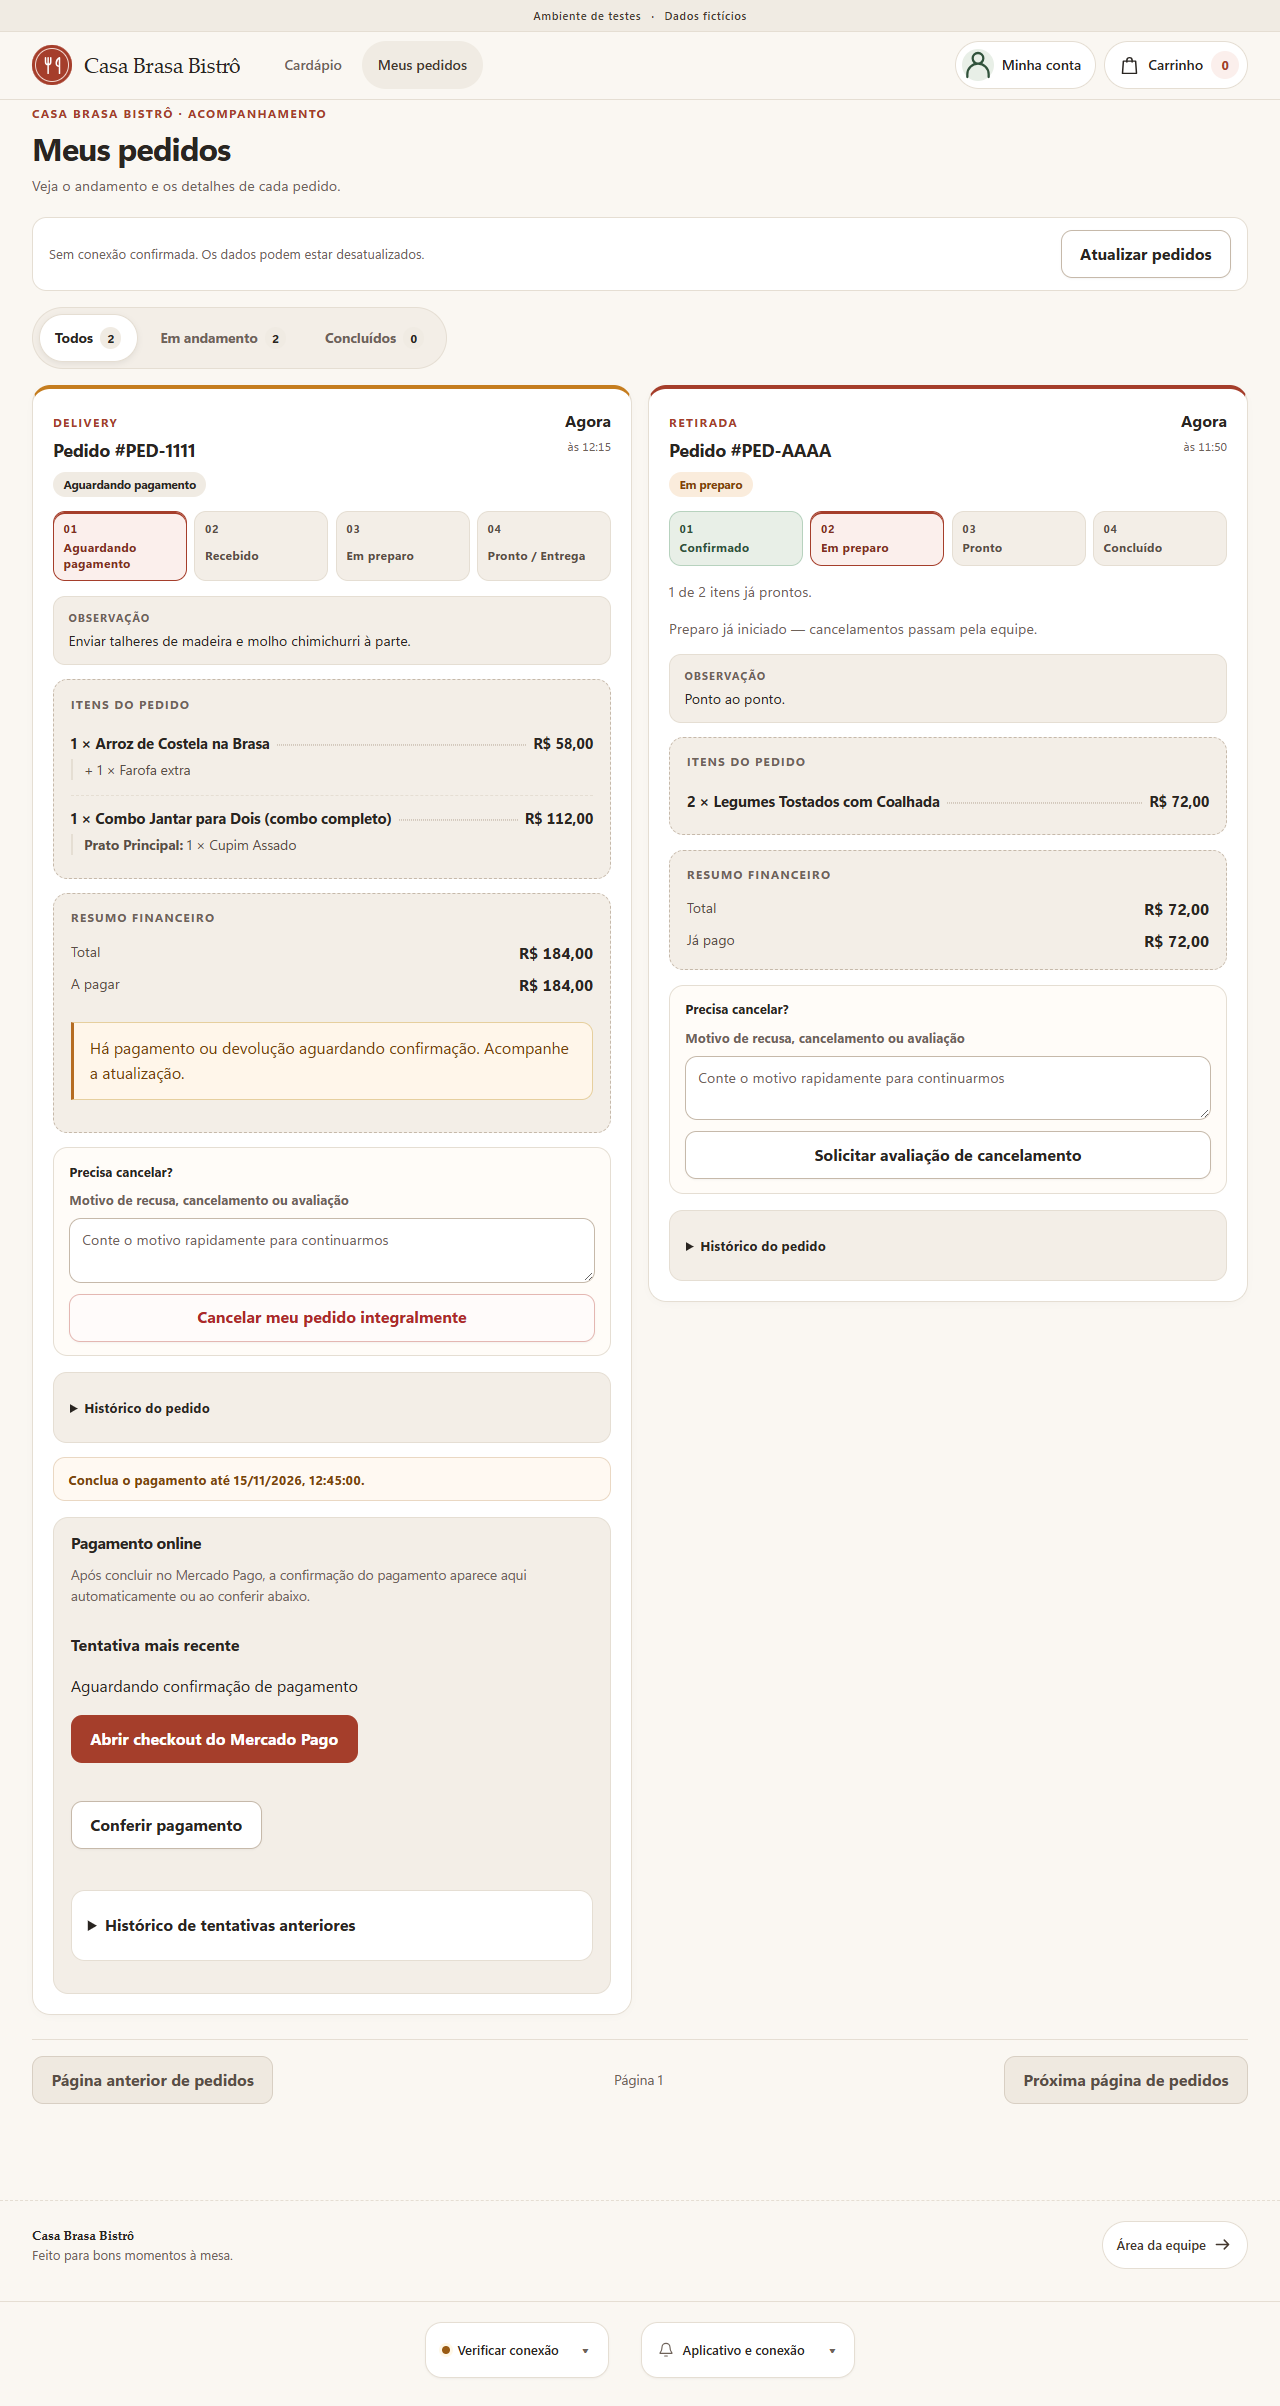 Ambiente de testes · Dados fictícios
Casa Brasa Bistrô
Cardápio
Meus pedidos
Minha conta
Carrinho 0
CASA BRASA BISTRÔ · ACOMPANHAMENTO
Meus pedidos
Veja o andamento e os detalhes de cada pedido.
Sem conexão confirmada. Os dados podem estar desatualizados.
Atualizar pedidos
Todos 2
Em andamento 2
Concluídos 0
DELIVERY
Agora
Pedido #PED-1111
às 12:15
Aguardando pagamento
01
Aguardando
pagamento
02
Recebido
03
Em preparo
04
Pronto / Entrega
OBSERVAÇÃO
Enviar talheres de madeira e molho chimichurri à parte.
ITENS DO PEDIDO
1 × Arroz de Costela na Brasa R$ 58,00
+ 1 × Farofa extra
1 × Combo Jantar para Dois (combo completo) R$ 112,00
Prato Principal: 1 × Cupim Assado
RESUMO FINANCEIRO
Total R$ 184,00
A pagar R$ 184,00
Há pagamento ou devolução aguardando confirmação. Acompanhe
a atualização.
Precisa cancelar?
Motivo de recusa, cancelamento ou avaliação
Conte o motivo rapidamente para continuarmos
Cancelar meu pedido integralmente
Histórico do pedido
Conclua o pagamento até 15/11/2026, 12:45:00.
Pagamento online
Após concluir no Mercado Pago, a confirmação do pagamento aparece aqui
automaticamente ou ao conferir abaixo.
Tentativa mais recente
Aguardando confirmação de pagamento
Abrir checkout do Mercado Pago
Conferir pagamento
Histórico de tentativas anteriores
RETIRADA
Agora
Pedido #PED-AAAA
às 11:50
Em preparo
01
Confirmado
02
Em preparo
03
Pronto
04
Concluído
1 de 2 itens já prontos.
Preparo já iniciado — cancelamentos passam pela equipe.
OBSERVAÇÃO
Ponto ao ponto.
ITENS DO PEDIDO
2 × Legumes Tostados com Coalhada R$ 72,00
RESUMO FINANCEIRO
Total R$ 72,00
Já pago R$ 72,00
Precisa cancelar?
Motivo de recusa, cancelamento ou avaliação
Conte o motivo rapidamente para continuarmos
Solicitar avaliação de cancelamento
Histórico do pedido
Página anterior de pedidos
Página 1
Próxima página de pedidos
Casa Brasa Bistrô
Feito para bons momentos à mesa.
Área da equipe
Verificar conexão
Aplicativo e conexão